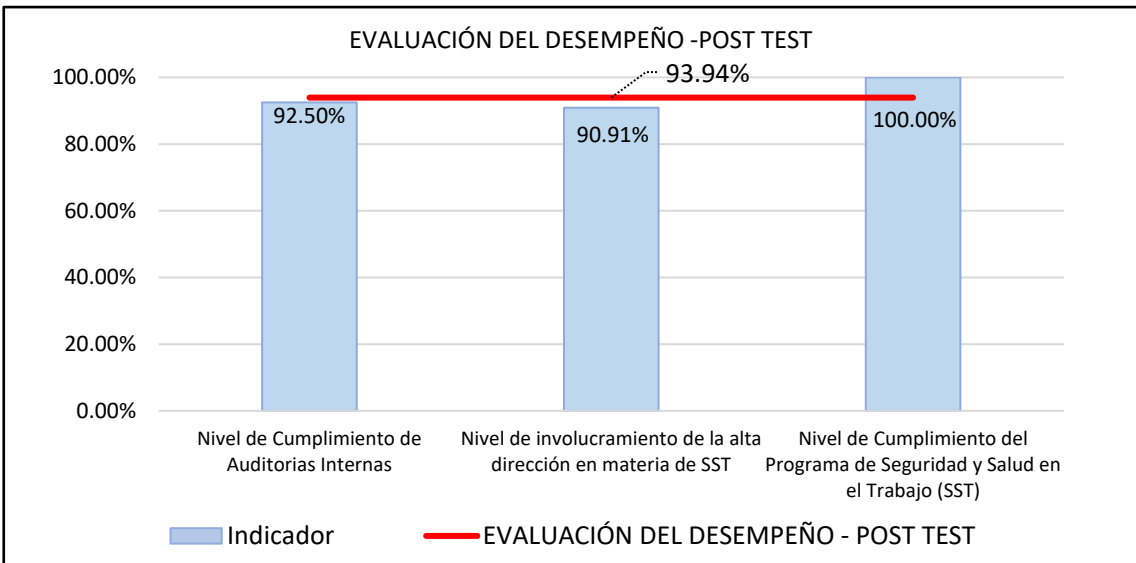 EVALUACIÓN DEL DESEMPEÑO -POST TEST
93.94%
100.00%
80.00%
60.00%
40.00%
20.00%
0.00%
92.50%
90.91%
100.00%
Nivel de Cumplimiento de
Auditorias Internas
Nivel de involucramiento de la alta
dirección en materia de SST
Nivel de Cumplimiento del
Programa de Seguridad y Salud en
el Trabajo (SST)
Indicador
EVALUACIÓN DEL DESEMPEÑO - POST TEST